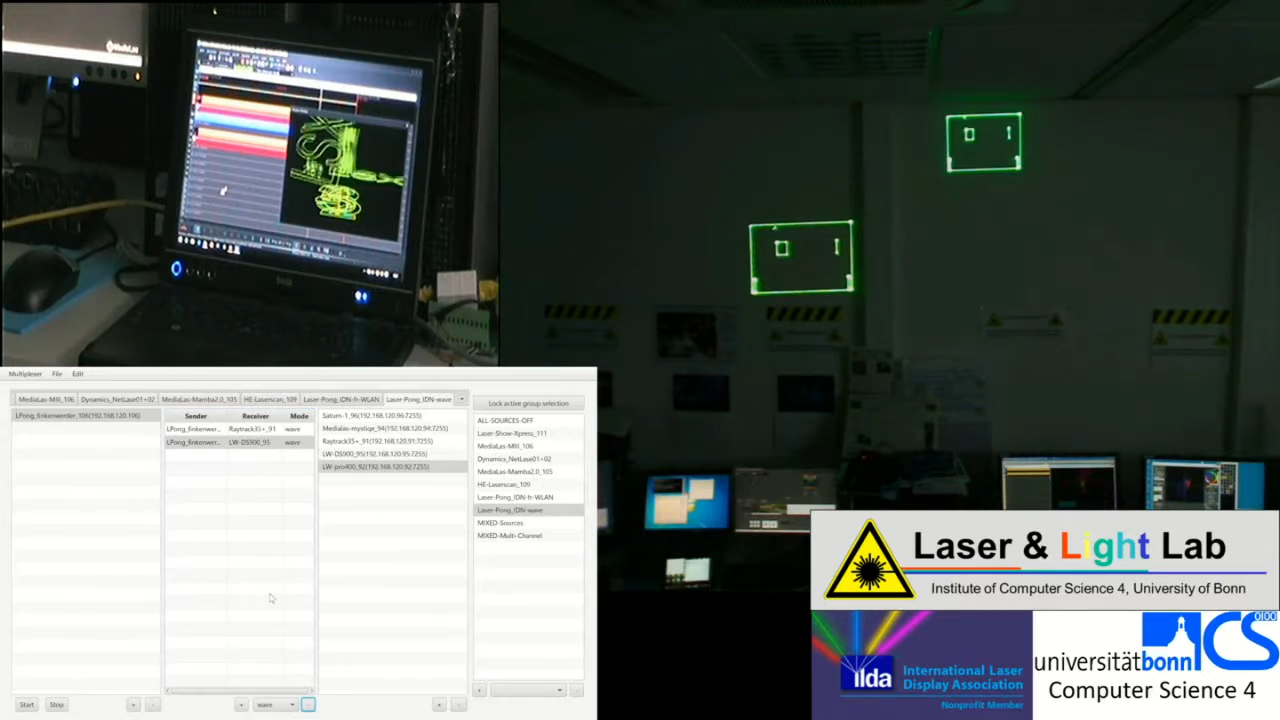 Multiplexer File Edit
MediaLas-MIII_106 Dynamics_NetLase01+02 MediaLas-Mamba2.0_105 HE-Laserscan_109 Laser-Pong_IDN-fr-WLAN Laser-Pong_IDN-wave
LPong_finkenwerder_106(192.168.120.106)
Sender Receiver Mode
LPong_finkenwer... Raytrack35+_91 wave
LPong_finkenwer... LW-DS900_95 wave
Saturn-1_96(192.168.120.96:7255)
Medialas-mystiqe_94(192.168.120.94:7255)
Raytrack35+_91(192.168.120.91:7255)
LW-DS900_95(192.168.120.95:7255)
LW-pro400_92(192.168.120.92:7255)
Lock active group selection
ALL-SOURCES-OFF
Laser-Show-Xpress_111
MediaLas-MIII_106
Dynamics_NetLase01+02
MediaLas-Mamba2.0_105
HE-Laserscan_109
Laser-Pong_IDN-fr-WLAN
Laser-Pong_IDN-wave
MIXED-Sources
MIXED-Multi-Channel
Start Stop + - + wave - + - + -
Laser & Light Lab
Institute of Computer Science 4, University of Bonn
ilda
International Laser
Display Association
Nonprofit Member
universitätbonn
CS
0100
Computer Science 4